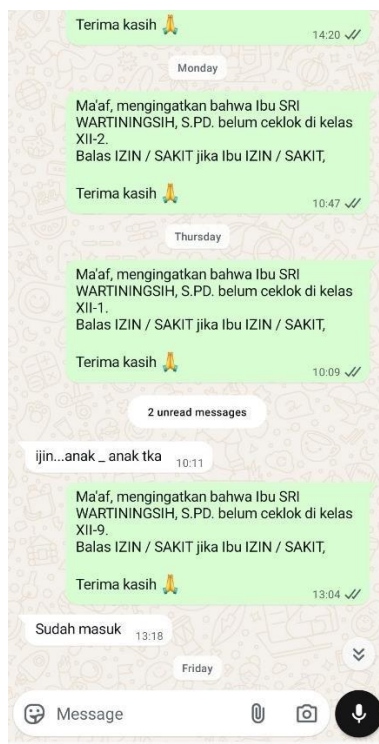 Terima kasih 🙏
14:20
Monday
Ma'af, mengingatkan bahwa Ibu SRI
WARTININGSIH, S.PD. belum ceklok di kelas
XII-2.
Balas IZIN / SAKIT jika Ibu IZIN / SAKIT,
Terima kasih 🙏
10:47
Thursday
Ma'af, mengingatkan bahwa Ibu SRI
WARTININGSIH, S.PD. belum ceklok di kelas
XII-1.
Balas IZIN / SAKIT jika Ibu IZIN / SAKIT,
Terima kasih 🙏
10:09
2 unread messages
ijin...anak _ anak tka 10:11
Ma'af, mengingatkan bahwa Ibu SRI
WARTININGSIH, S.PD. belum ceklok di kelas
XII-9.
Balas IZIN / SAKIT jika Ibu IZIN / SAKIT,
Terima kasih 🙏
13:04
Sudah masuk 13:18
Friday
Message